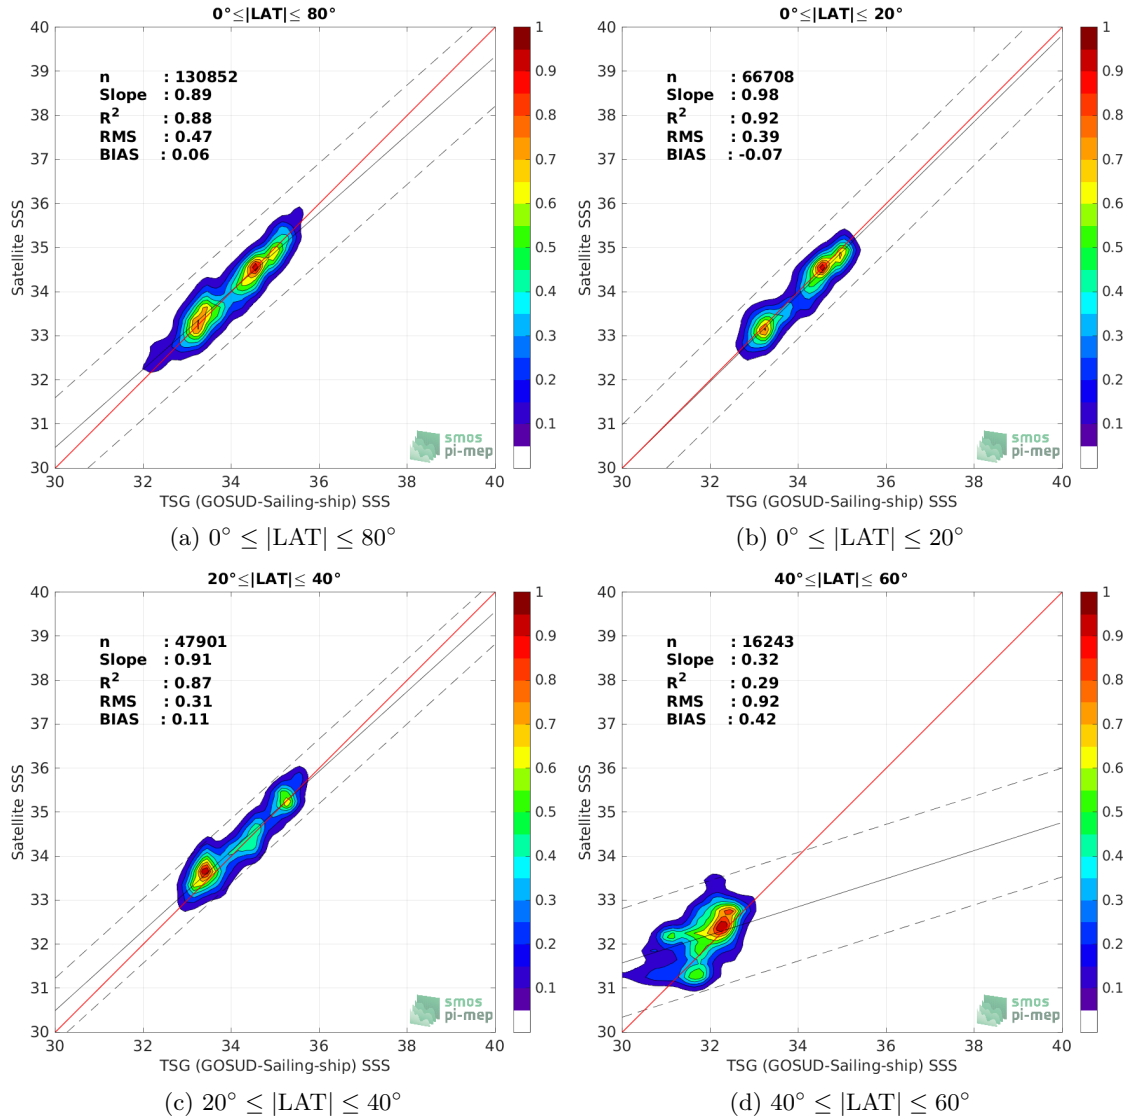 0°≤|LAT|≤ 80°
40
39
38
37
36
35
34
33
32
31
30
Satellite SSS
n : 130852
Slope : 0.89
R² : 0.88
RMS : 0.47
BIAS : 0.06
smos
pi-mep
30 32 34 36 38 40
TSG (GOSUD-Sailing-ship) SSS
1
0.9
0.8
0.7
0.6
0.5
0.4
0.3
0.2
0.1
(a) 0° ≤ |LAT| ≤ 80°
0°≤|LAT|≤ 20°
40
39
38
37
36
35
34
33
32
31
30
Satellite SSS
n : 66708
Slope : 0.98
R² : 0.92
RMS : 0.39
BIAS : -0.07
smos
pi-mep
30 32 34 36 38 40
TSG (GOSUD-Sailing-ship) SSS
1
0.9
0.8
0.7
0.6
0.5
0.4
0.3
0.2
0.1
(b) 0° ≤ |LAT| ≤ 20°
20°≤|LAT|≤ 40°
40
39
38
37
36
35
34
33
32
31
30
Satellite SSS
n : 47901
Slope : 0.91
R² : 0.87
RMS : 0.31
BIAS : 0.11
smos
pi-mep
30 32 34 36 38 40
TSG (GOSUD-Sailing-ship) SSS
1
0.9
0.8
0.7
0.6
0.5
0.4
0.3
0.2
0.1
(c) 20° ≤ |LAT| ≤ 40°
40°≤|LAT|≤ 60°
40
39
38
37
36
35
34
33
32
31
30
Satellite SSS
n : 16243
Slope : 0.32
R² : 0.29
RMS : 0.92
BIAS : 0.42
smos
pi-mep
30 32 34 36 38 40
TSG (GOSUD-Sailing-ship) SSS
1
0.9
0.8
0.7
0.6
0.5
0.4
0.3
0.2
0.1
(d) 40° ≤ |LAT| ≤ 60°